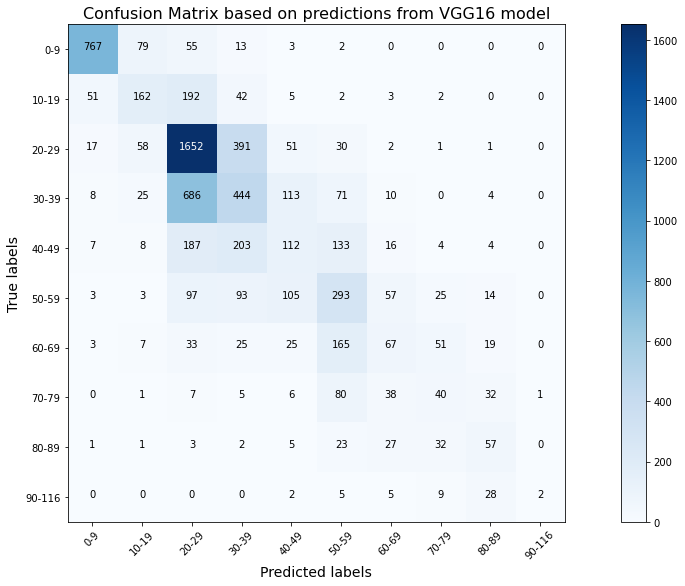 Confusion Matrix based on predictions from VGG16 model
True labels
0-9 767 79 55 13 3 2 0 0 0 0
10-19 51 162 192 42 5 2 3 2 0 0
20-29 17 58 1652 391 51 30 2 1 1 0
30-39 8 25 686 444 113 71 10 0 4 0
40-49 7 8 187 203 112 133 16 4 4 0
50-59 3 3 97 93 105 293 57 25 14 0
60-69 3 7 33 25 25 165 67 51 19 0
70-79 0 1 7 5 6 80 38 40 32 1
80-89 1 1 3 2 5 23 27 32 57 0
90-116 0 0 0 0 2 5 5 9 28 2
0-9 10-19 20-29 30-39 40-49 50-59 60-69 70-79 80-89 90-116
Predicted labels
1600
1400
1200
1000
800
600
400
200
0